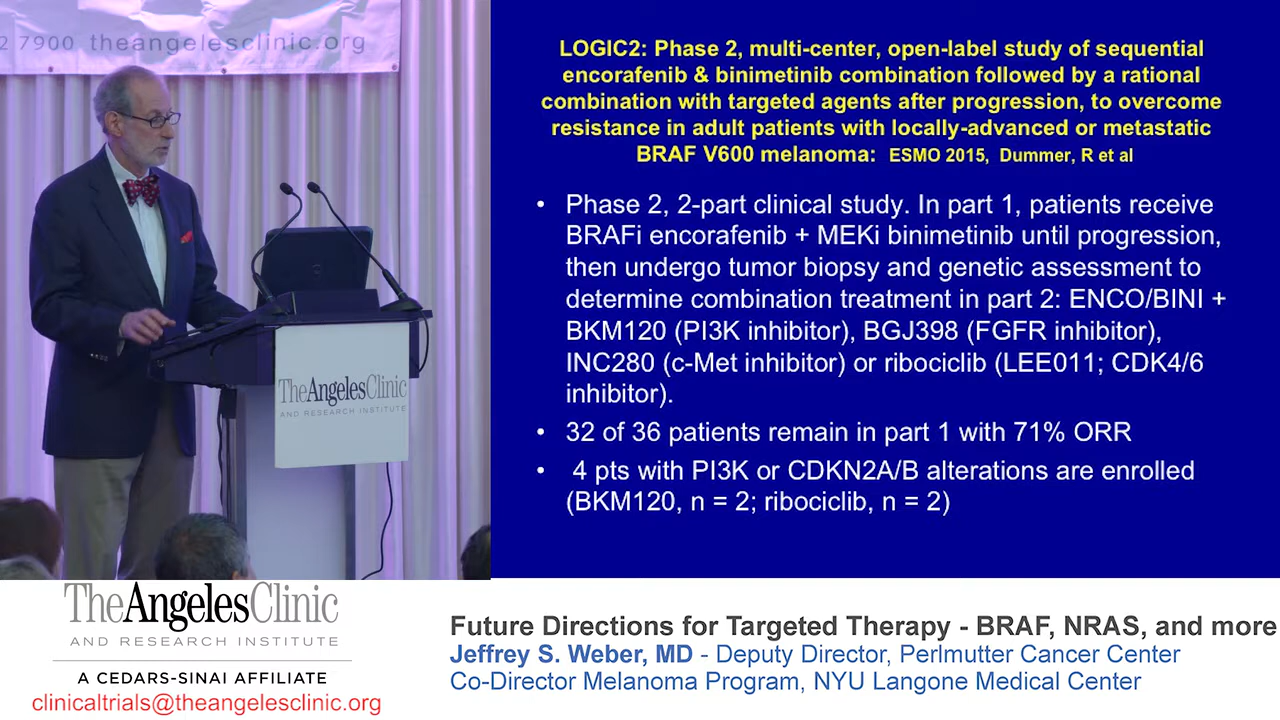 2 7900 theangelesclinic.org
LOGIC2: Phase 2, multi-center, open-label study of sequential
encorafenib & binimetinib combination followed by a rational
combination with targeted agents after progression, to overcome
resistance in adult patients with locally-advanced or metastatic
BRAF V600 melanoma: ESMO 2015, Dummer, R et al
• Phase 2, 2-part clinical study. In part 1, patients receive
BRAFi encorafenib + MEKi binimetinib until progression,
then undergo tumor biopsy and genetic assessment to
determine combination treatment in part 2: ENCO/BINI +
BKM120 (PI3K inhibitor), BGJ398 (FGFR inhibitor),
INC280 (c-Met inhibitor) or ribociclib (LEE011; CDK4/6
inhibitor).
• 32 of 36 patients remain in part 1 with 71% ORR
• 4 pts with PI3K or CDKN2A/B alterations are enrolled
(BKM120, n = 2; ribociclib, n = 2)
TheAngelesClinic
AND RESEARCH INSTITUTE
TheAngelesClinic
AND RESEARCH INSTITUTE
A CEDARS-SINAI AFFILIATE
clinicaltrials@theangelesclinic.org
Future Directions for Targeted Therapy - BRAF, NRAS, and more
Jeffrey S. Weber, MD - Deputy Director, Perlmutter Cancer Center
Co-Director Melanoma Program, NYU Langone Medical Center